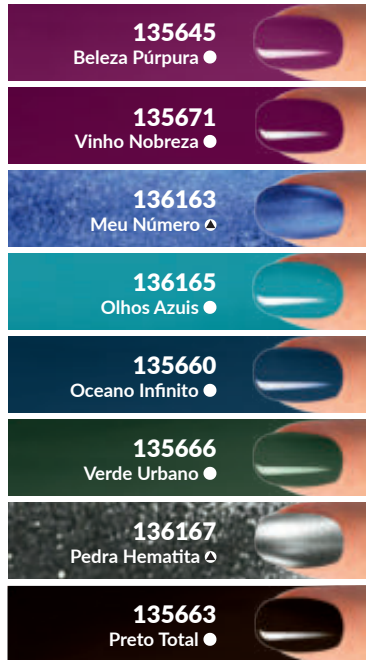 135645
Beleza Púrpura
135671
Vinho Nobreza
136163
Meu Número
136165
Olhos Azuis
135660
Oceano Infinito
135666
Verde Urbano
136167
Pedra Hematita
135663
Preto Total